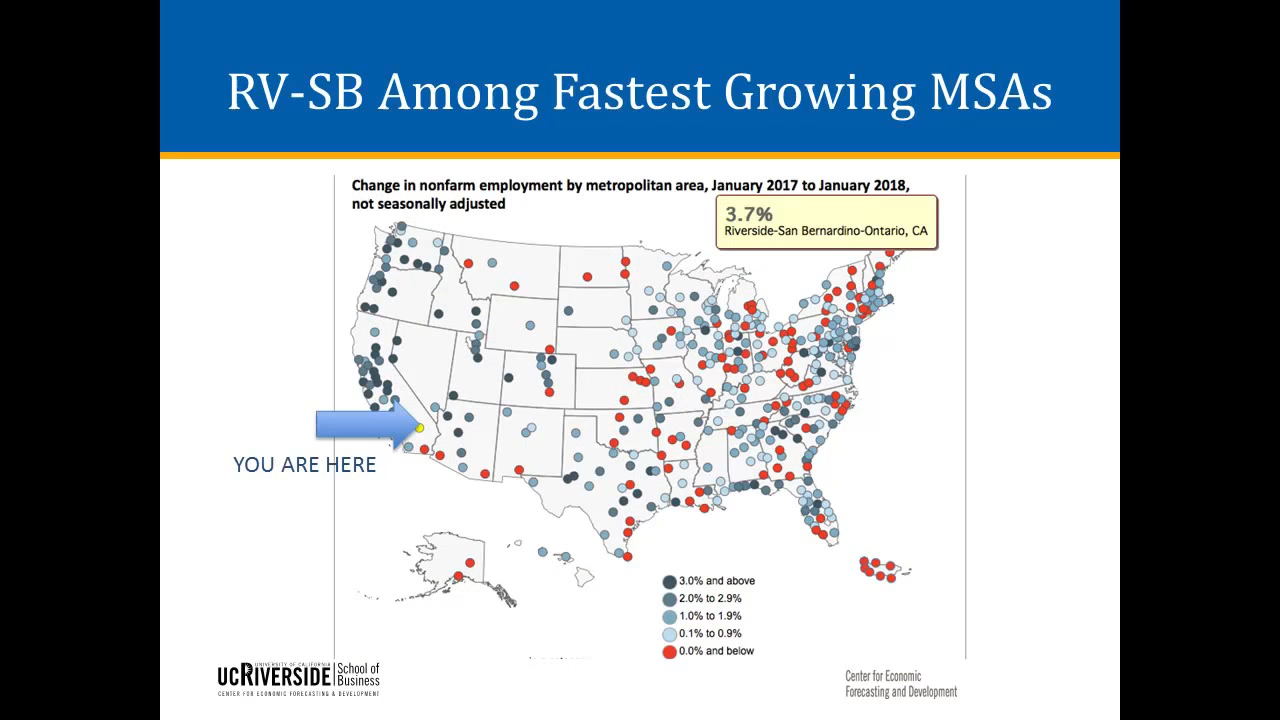 RV-SB Among Fastest Growing MSAs
Change in nonfarm employment by metropolitan area, January 2017 to January 2018,
not seasonally adjusted
3.7%
Riverside-San Bernardino-Ontario, CA
YOU ARE HERE
3.0% and above
2.0% to 2.9%
1.0% to 1.9%
0.1% to 0.9%
0.0% and below
UNIVERSITY OF CALIFORNIA
UCRIVERSIDE
School of
Business
CENTER FOR ECONOMIC FORECASTING & DEVELOPMENT
Center for Economic
Forecasting and Development